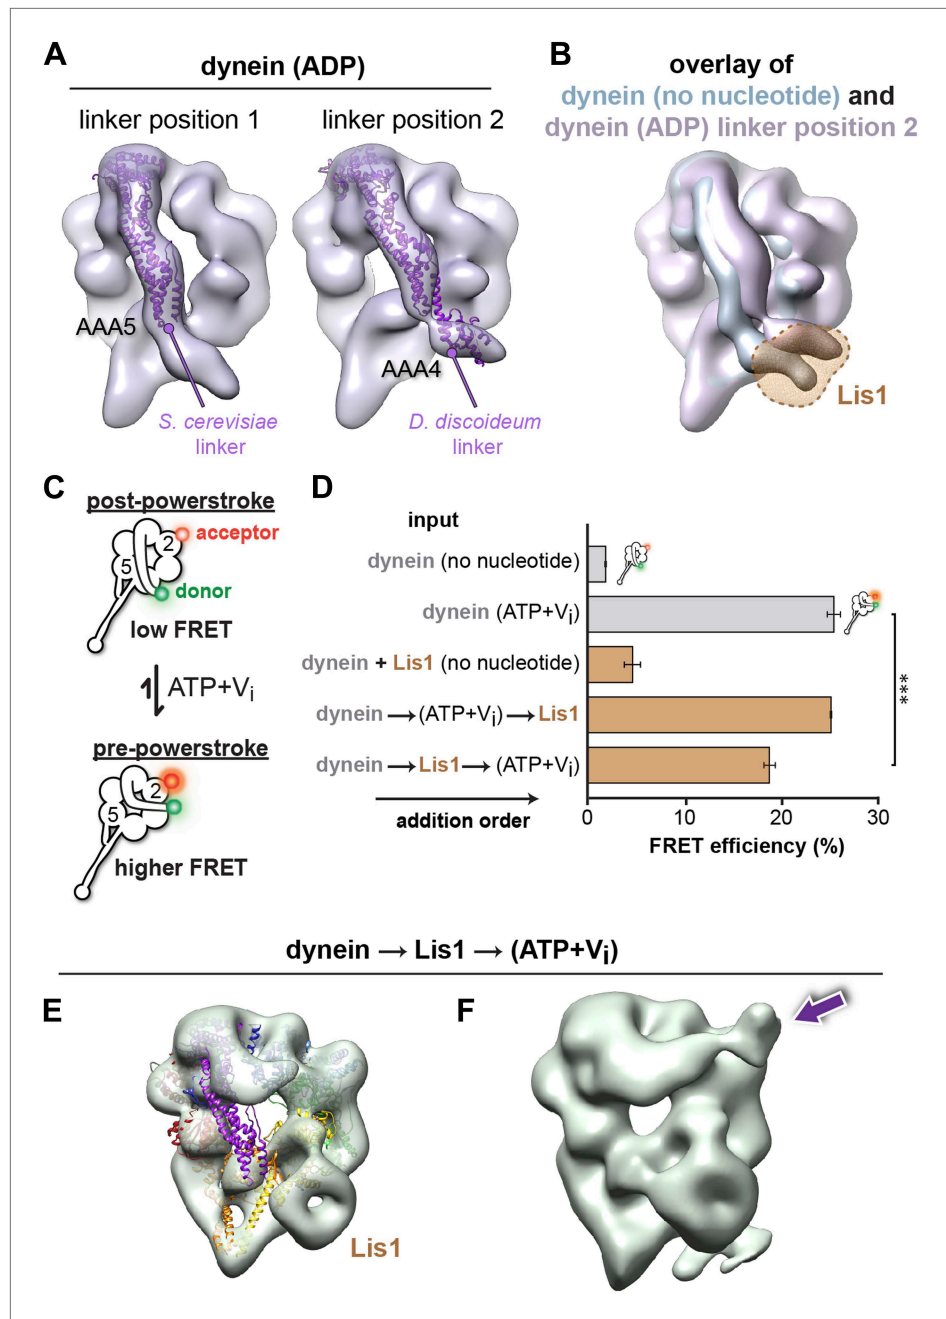 A
dynein (ADP)
linker position 1
linker position 2
AAA5
AAA4
S. cerevisiae
linker
D. discoideum
linker
B
overlay of
dynein (no nucleotide) and
dynein (ADP) linker position 2
Lis1
C
post-powerstroke
2
acceptor
5
donor
low FRET
ATP+Vi
pre-powerstroke
2
5
higher FRET
D
input
dynein (no nucleotide)
dynein (ATP+Vi)
dynein + Lis1 (no nucleotide)
dynein → (ATP+Vi) → Lis1
dynein → Lis1 → (ATP+Vi)
addition order
***
0 10 20 30
FRET efficiency (%)
dynein → Lis1 → (ATP+Vi)
E
Lis1
F